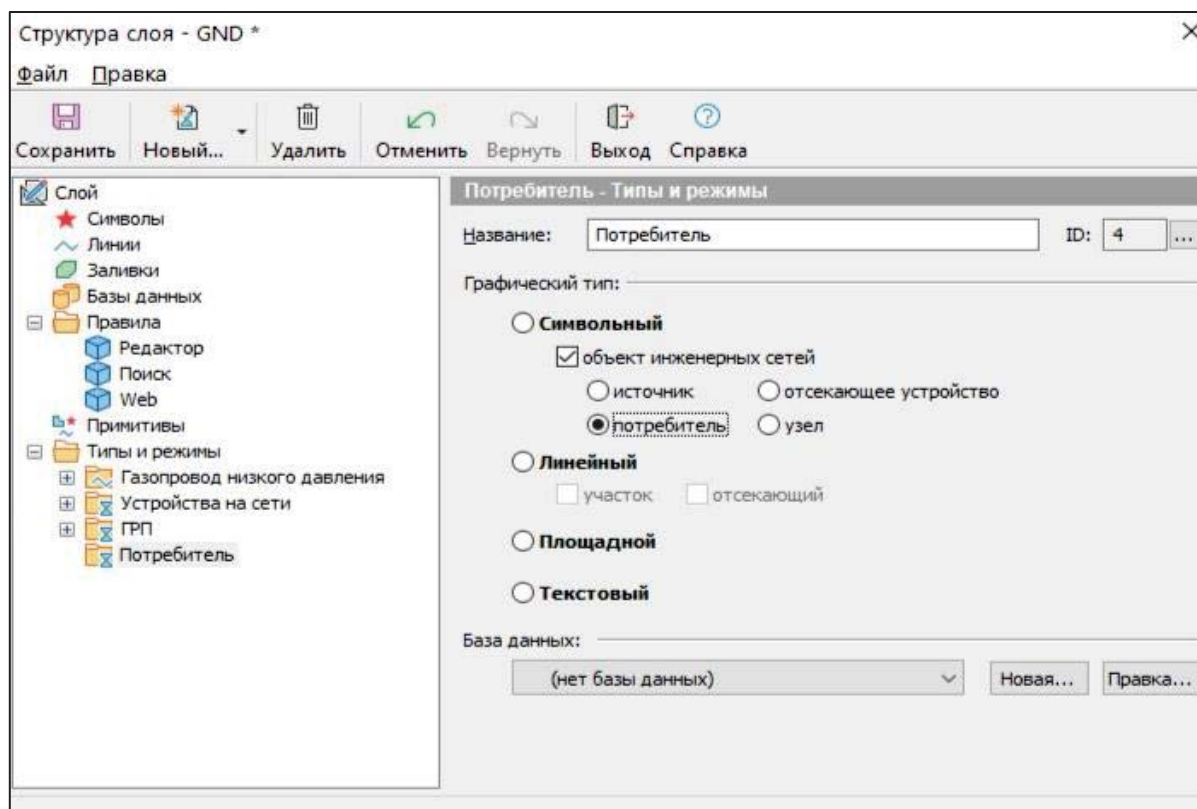 Структура слоя - GND *
Файл Правка
Сохранить Новый... Удалить Отменить Вернуть Выход Справка
Слой
Символы
Линии
Заливки
Базы данных
Правила
Редактор
Поиск
Web
Примитивы
Типы и режимы
Газопровод низкого давления
Устройства на сети
ГРП
Потребитель
Потребитель - Типы и режимы
Название: Потребитель ID: 4 ...
Графический тип:
Символьный
объект инженерных сетей
источник отсекающее устройство
потребитель узел
Линейный
участок отсекающий
Площадной
Текстовый
База данных:
(нет базы данных) Новая... Правка...